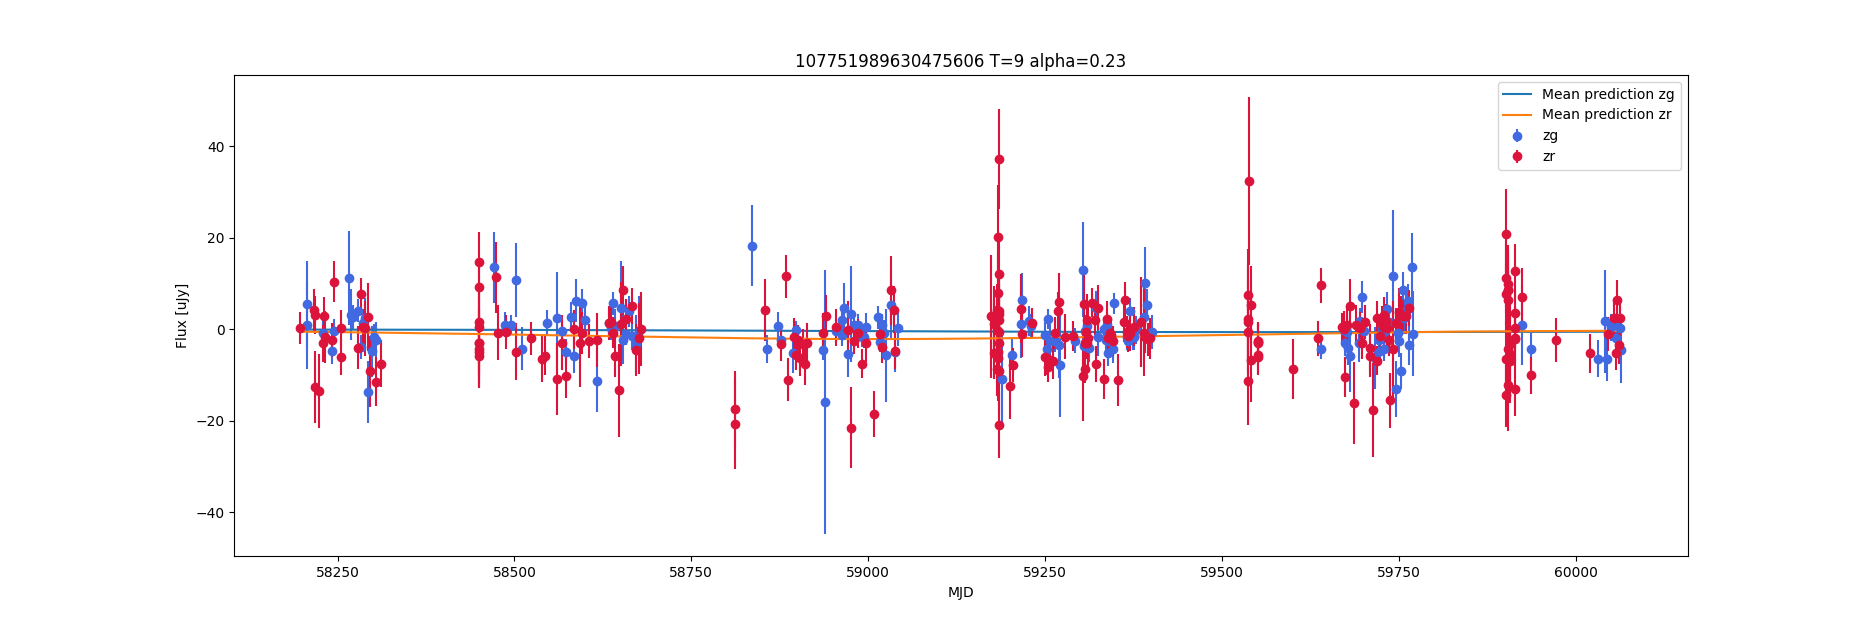 107751989630475606 T=9 alpha=0.23
Mean prediction zg
Mean prediction zr
zg
zr
40
20
0
−20
−40
Flux [uJy]
58250 58500 58750 59000 59250 59500 59750 60000
MJD